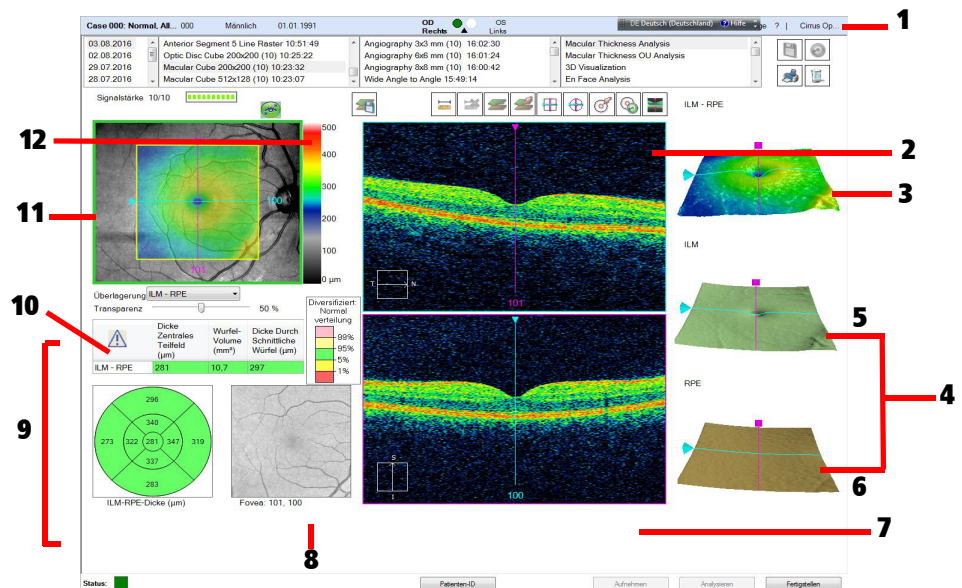 Case 000: Normal, All... 000 Männlich 01.01.1991 OD Rechts OS Links DE Deutsch (Deutschland) Hilfe ge ? | Cirrus Op...
1
03.08.2016
02.08.2016
29.07.2016
28.07.2016
Anterior Segment 5 Line Raster 10:51:49
Optic Disc Cube 200x200 (10) 10:25:22
Macular Cube 200x200 (10) 10:23:32
Macular Cube 512x128 (10) 10:23:07
Angiography 3x3 mm (10) 16:02:30
Angiography 6x6 mm (10) 16:01:24
Angiography 8x8 mm (10) 16:00:42
Wide Angle to Angle 15:49:14
Macular Thickness Analysis
Macular Thickness OU Analysis
3D Visualization
En Face Analysis
Signalstärke 10/10
ILM - RPE
12
500
400
300
200
100
0 µm
100
101
11
2
3
T
N
101
ILM
5
4
Überlagerung ILM - RPE
Transparenz 50 %
10
Dicke Zentrales Teilfeld (µm)
Wurfel-Volume (mm³)
Dicke Durch Schnittliche Würfel (µm)
ILM - RPE 281 10,7 297
Diversifiziert: Normal verteilung
99%
95%
5%
1%
9
296
340
273 322 281 347 319
337
283
ILM-RPE-Dicke (µm)
Fovea: 101, 100
S
I
100
RPE
6
7
8
Status:
Patienten-ID
Aufnehmen
Analysieren
Fertigstellen